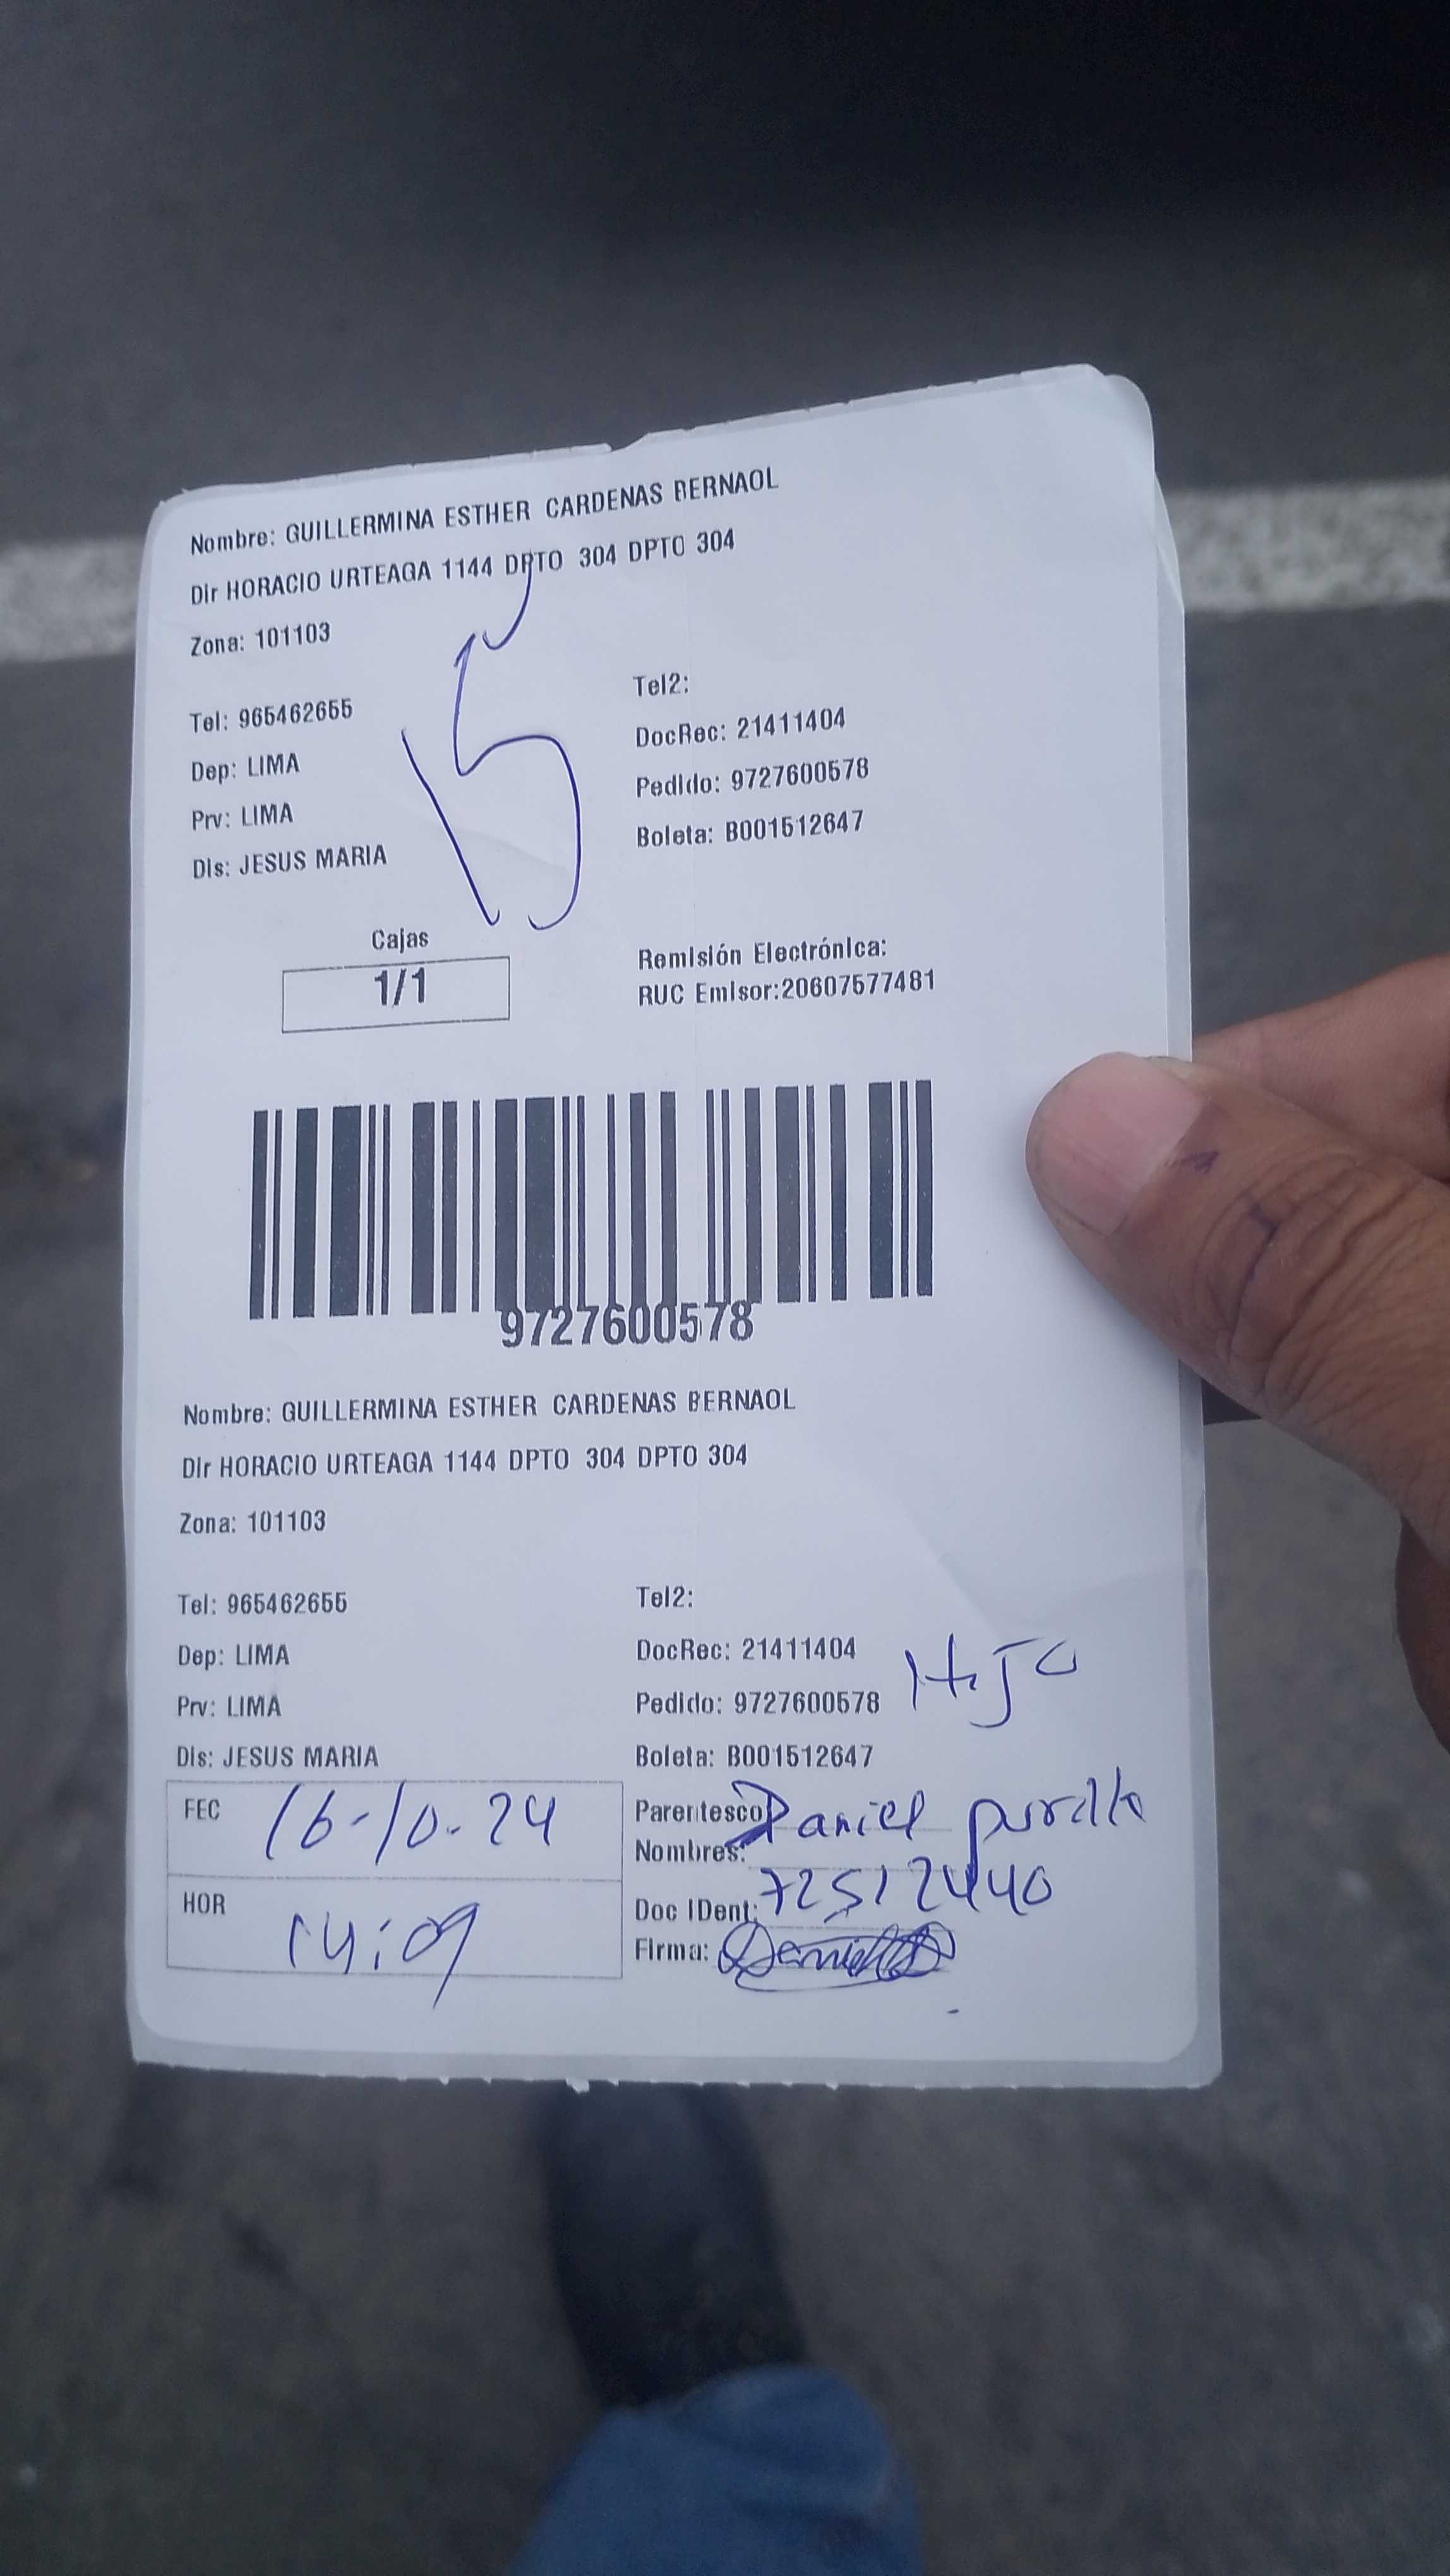 Nombre: GUILLERMINA ESTHER CARDENAS BERNAOL
Dir HORACIO URTEAGA 1144 DPTO 304 DPTO 304
Zona: 101103
15
Tel: 965462655
Tel2:
Dep: LIMA
DocRec: 21411404
Prv: LIMA
Pedido: 9727600578
Dis: JESUS MARIA
Boleta: B001512647
Cajas
1/1
Remisión Electrónica:
RUC Emisor:20607577481
9727600578
Nombre: GUILLERMINA ESTHER CARDENAS BERNAOL
Dir HORACIO URTEAGA 1144 DPTO 304 DPTO 304
Zona: 101103
Tel: 965462655
Tel2:
Dep: LIMA
DocRec: 21411404
Hijo
Prv: LIMA
Pedido: 9727600578
Dis: JESUS MARIA
Boleta: B001512647
FEC 16-10-24
Parentesco
Nombres: Daniel
HOR 14:09
Doc IDent: 72512440
Firma: